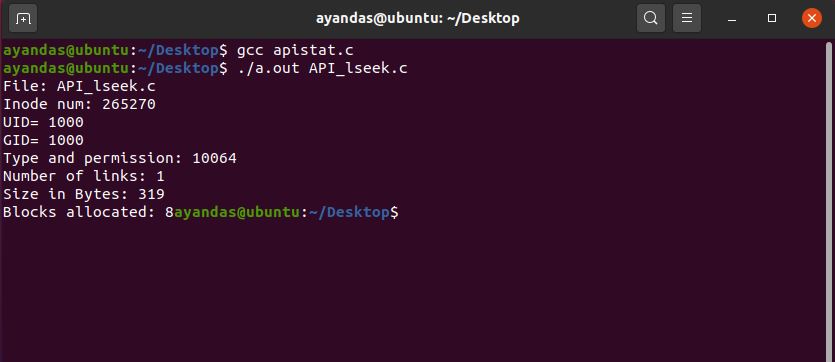 ayandas@ubuntu: ~/Desktop
ayandas@ubuntu:~/Desktop$ gcc apistat.c
ayandas@ubuntu:~/Desktop$ ./a.out API_lseek.c
File: API_lseek.c
Inode num: 265270
UID= 1000
GID= 1000
Type and permission: 10064
Number of links: 1
Size in Bytes: 319
Blocks allocated: 8ayandas@ubuntu:~/Desktop$